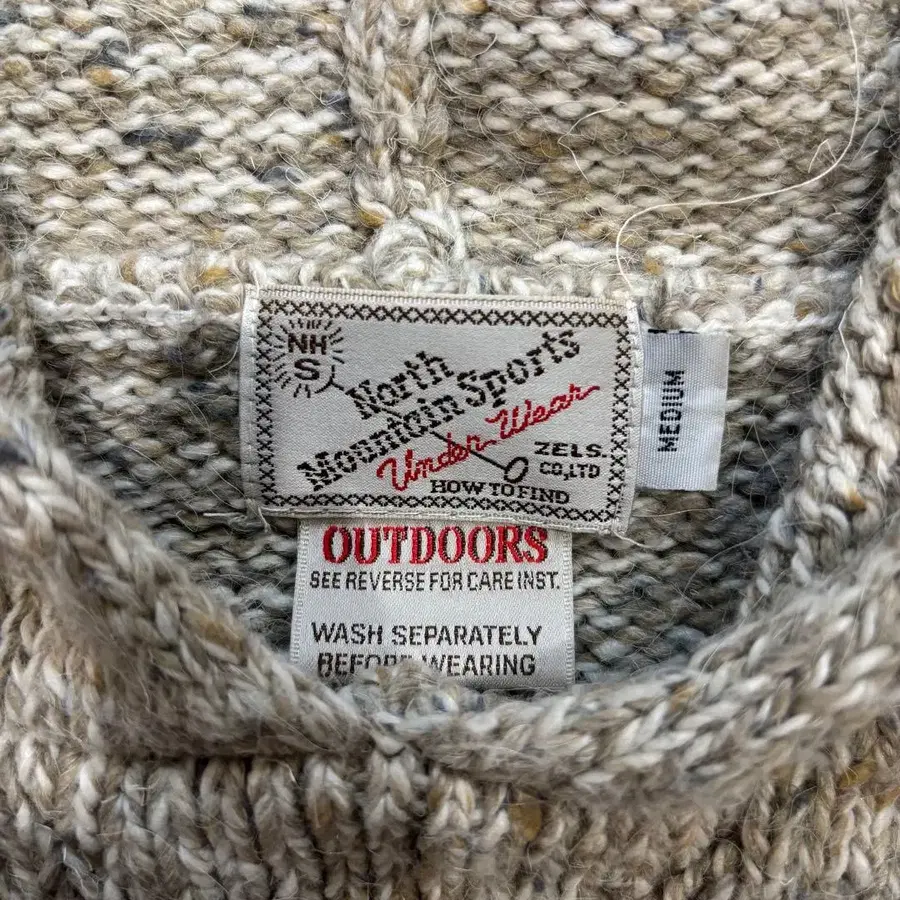 NH
S
North
Mountain Sports
Under Wear
ZELS.
CO,LTD
HOW TO FIND
MEDIUM
OUTDOORS
SEE REVERSE FOR CARE INST.
WASH SEPARATELY
BEFORE WEARING